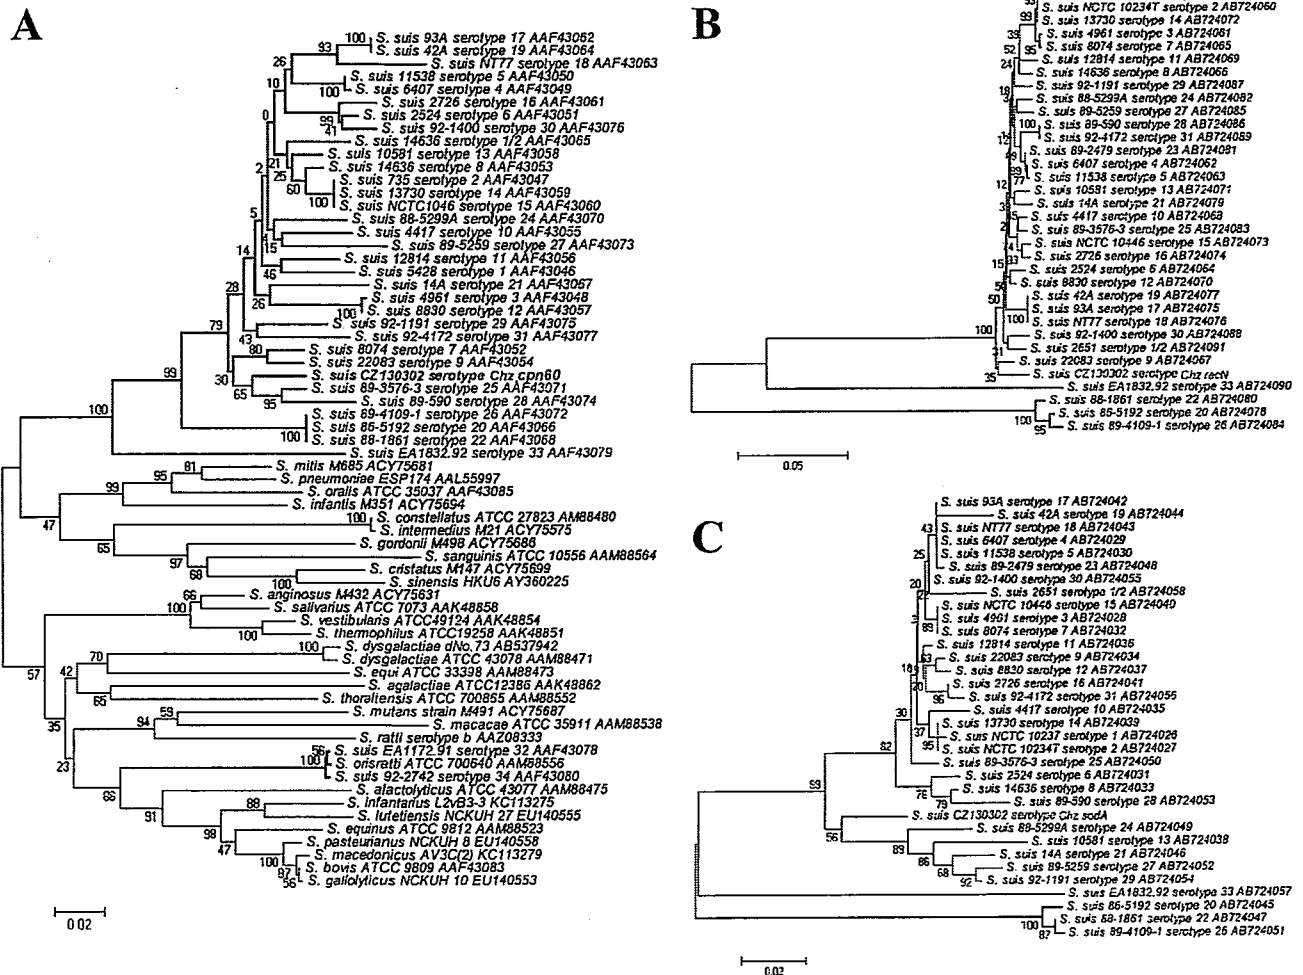 A
S. suis 93A serotype 17 AAF43062
S. suis 42A serotype 19 AAF43064
S. suis NT77 serotype 18 AAF43063
S. suis 11538 serotype 5 AAF43050
S. suis 6407 serotype 4 AAF43049
S. suis 2726 serotype 16 AAF43061
S. suis 2524 serotype 6 AAF43051
S. suis 92-1400 serotype 30 AAF43076
S. suis 14636 serotype 1/2 AAF43065
S. suis 10581 serotype 13 AAF43058
S. suis 14636 serotype 8 AAF43053
S. suis 735 serotype 2 AAF43047
S. suis 13730 serotype 14 AAF43059
S. suis NCTC1046 serotype 15 AAF43060
S. suis 88-5299A serotype 24 AAF43070
S. suis 4417 serotype 10 AAF43055
S. suis 89-5259 serotype 27 AAF43073
S. suis 12814 serotype 11 AAF43056
S. suis 5428 serotype 1 AAF43046
S. suis 14A serotype 21 AAF43067
S. suis 4961 serotype 3 AAF43048
S. suis 8830 serotype 12 AAF43057
S. suis 92-1191 serotype 29 AAF43075
S. suis 92-4172 serotype 31 AAF43077
S. suis 8074 serotype 7 AAF43052
S. suis 22083 serotype 9 AAF43054
S. suis CZ130302 serotype Chz cpn60
S. suis 89-3576-3 serotype 25 AAF43071
S. suis 89-590 serotype 28 AAF43074
S. suis 89-4109-1 serotype 26 AAF43072
S. suis 86-5192 serotype 20 AAF43066
S. suis 88-1861 serotype 22 AAF43068
S. suis EA1832.92 serotype 33 AAF43079
S. mitis M685 ACY75681
S. pneumoniae ESP174 AAL55997
S. oralis ATCC 35037 AAF43085
S. infantis M351 ACY75694
S. constellatus ATCC 27823 AM88480
S. intermedius M21 ACY75575
S. gordonii M498 ACY75686
S. sanguinis ATCC 10556 AAM88564
S. cristatus M147 ACY75699
S. sinensis HKU6 AY360225
S. anginosus M432 ACY75631
S. salivarius ATCC 7073 AAK48858
S. vestibularis ATCC49124 AAK48854
S. thermophilus ATCC19258 AAK48851
S. dysgalactiae dNo.73 AB537942
S. dysgalactiae ATCC 43078 AAM88471
S. equi ATCC 33398 AAM88473
S. agalactiae ATCC12386 AAK48862
S. thoraltensis ATCC 700865 AAM88552
S. mutans strain M491 ACY75687
S. macacae ATCC 35911 AAM88538
S. ratti serotype b AAZ08333
S. suis EA1172.91 serotype 32 AAF43078
S. orisratti ATCC 700640 AAM88556
S. suis 92-2742 serotype 34 AAF43080
S. alactolyticus ATCC 43077 AAM88475
S. infantarius L2vB3-3 KC113275
S. lutetiensis NCKUH 27 EU140555
S. equinus ATCC 9812 AAM88523
S. pasteurianus NCKUH 8 EU140558
S. macedonicus AV3C(2) KC113279
S. bovis ATCC 9809 AAF43083
S. gallolyticus NCKUH 10 EU140553
0.02
B
S. suis NCTC 10234T serotype 2 AB724060
S. suis 13730 serotype 14 AB724072
S. suis 4961 serotype 3 AB724061
S. suis 8074 serotype 7 AB724065
S. suis 12814 serotype 11 AB724069
S. suis 14636 serotype 8 AB724066
S. suis 92-1191 serotype 29 AB724087
S. suis 88-5299A serotype 24 AB724082
S. suis 89-5259 serotype 27 AB724085
S. suis 89-590 serotype 28 AB724086
S. suis 92-4172 serotype 31 AB724089
S. suis 89-2479 serotype 23 AB724081
S. suis 6407 serotype 4 AB724062
S. suis 11538 serotype 5 AB724063
S. suis 10581 serotype 13 AB724071
S. suis 14A serotype 21 AB724079
S. suis 4417 serotype 10 AB724068
S. suis 89-3576-3 serotype 25 AB724083
S. suis NCTC 10446 serotype 15 AB724073
S. suis 2726 serotype 16 AB724074
S. suis 2524 serotype 6 AB724064
S. suis 8830 serotype 12 AB724070
S. suis 42A serotype 19 AB724077
S. suis 93A serotype 17 AB724075
S. suis NT77 serotype 18 AB724076
S. suis 92-1400 serotype 30 AB724088
S. suis 2651 serotype 1/2 AB724091
S. suis 22083 serotype 9 AB724067
S. suis CZ130302 serotype Chz recN
S. suis EA1832.92 serotype 33 AB724090
S. suis 88-1861 serotype 22 AB724080
S. suis 86-5192 serotype 20 AB724078
S. suis 89-4109-1 serotype 26 AB724084
0.05
C
S. suis 93A serotype 17 AB724042
S. suis 42A serotype 19 AB724044
S. suis NT77 serotype 18 AB724043
S. suis 6407 serotype 4 AB724029
S. suis 11538 serotype 5 AB724030
S. suis 89-2479 serotype 23 AB724048
S. suis 92-1400 serotype 30 AB724055
S. suis 2651 serotype 1/2 AB724058
S. suis NCTC 10446 serotype 15 AB724040
S. suis 4961 serotype 3 AB724028
S. suis 8074 serotype 7 AB724032
S. suis 12814 serotype 11 AB724036
S. suis 22083 serotype 9 AB724034
S. suis 8830 serotype 12 AB724037
S. suis 2726 serotype 16 AB724041
S. suis 92-4172 serotype 31 AB724056
S. suis 4417 serotype 10 AB724035
S. suis 13730 serotype 14 AB724039
S. suis NCTC 10237 serotype 1 AB724026
S. suis NCTC 10234T serotype 2 AB724027
S. suis 89-3576-3 serotype 25 AB724050
S. suis 2524 serotype 6 AB724031
S. suis 14636 serotype 8 AB724033
S. suis 89-590 serotype 28 AB724053
S. suis CZ130302 serotype Chz sodA
S. suis 88-5299A serotype 24 AB724049
S. suis 10581 serotype 13 AB724038
S. suis 14A serotype 21 AB724046
S. suis 89-5259 serotype 27 AB724052
S. suis 92-1191 serotype 29 AB724054
S. suis EA1832.92 serotype 33 AB724057
S. suis 86-5192 serotype 20 AB724045
S. suis 88-1861 serotype 22 AB724047
S. suis 89-4109-1 serotype 26 AB724051
0.02